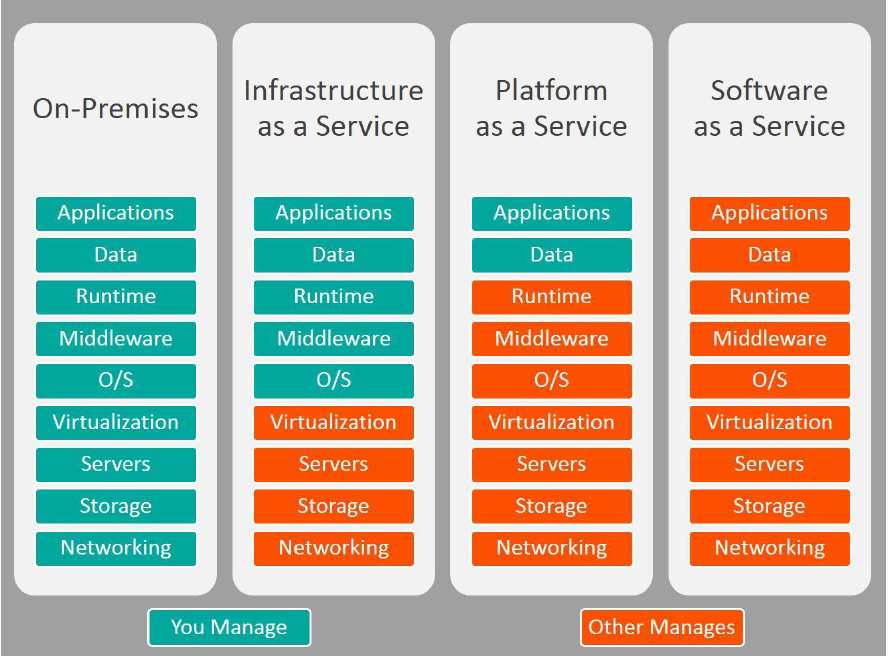 On-Premises
Applications
Data
Runtime
Middleware
O/S
Virtualization
Servers
Storage
Networking
Infrastructure
as a Service
Applications
Data
Runtime
Middleware
O/S
Virtualization
Servers
Storage
Networking
Platform
as a Service
Applications
Data
Runtime
Middleware
O/S
Virtualization
Servers
Storage
Networking
Software
as a Service
Applications
Data
Runtime
Middleware
O/S
Virtualization
Servers
Storage
Networking
You Manage
Other Manages